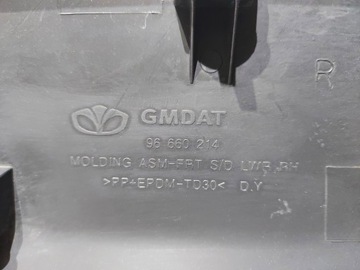 R
GMDAT
96 660 214
MOLDING ASM-FRT S/D LWR RH
>PP+EPDM-TD30< D.Y